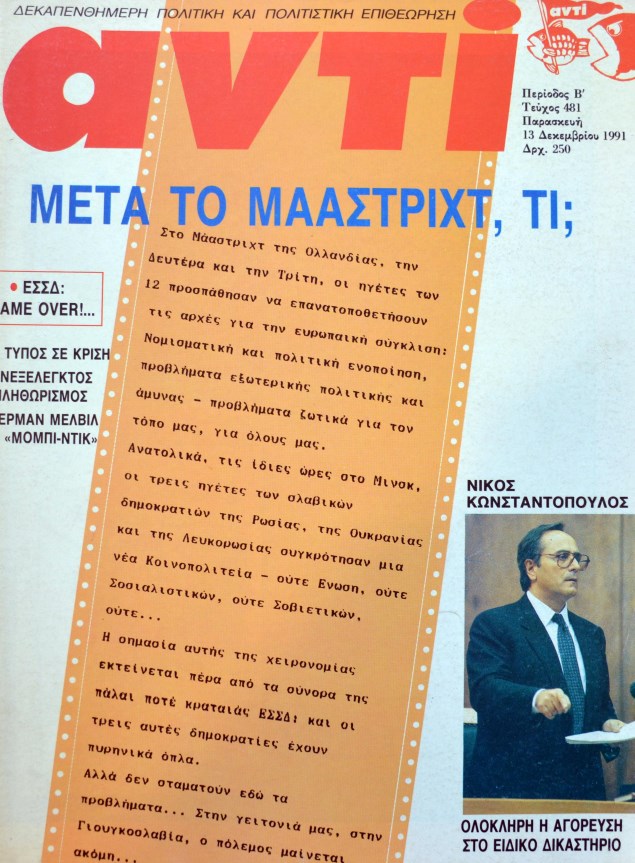 ΔΕΚΑΠΕΝΘΗΜΕΡΗ ΠΟΛΙΤΙΚΗ ΚΑΙ ΠΟΛΙΤΙΣΤΙΚΗ ΕΠΙΘΕΩΡΗΣΗ
αντί
αντί
Περίοδος Β'
Τεύχος 481
Παρασκευή
13 Δεκεμβρίου 1991
Δρχ. 250
ΜΕΤΑ ΤΟ ΜΑΑΣΤΡΙΧΤ, ΤΙ;
Στο Μάαστριχτ της Ολλανδίας, την
Δευτέρα και την Τρίτη, οι ηγέτες των
12 προσπάθησαν να επανατοποθετήσουν
τις αρχές για την ευρωπαική σύγκλιση:
Νομισματική και πολιτική ενοποίηση,
προβλήματα εξωτερικής πολιτικής και
άμυνας - προβλήματα ζωτικά για τον
τόπο μας, για όλους μας.
Ανατολικά, τις ίδιες ώρες στο Μινσκ,
οι τρεις ηγέτες των σλαβικών
δημοκρατιών της Ρωσίας, της Ουκρανίας
και της Λευκορωσίας συγκρότησαν μια
νέα Κοινοπολιτεία - ούτε Ενωση, ούτε
Σοσιαλιστικών, ούτε Σοβιετικών,
ούτε...
Η σημασία αυτής της χειρονομίας
εκτείνεται πέρα από τα σύνορα της
πάλαι ποτέ κραταιάς ΕΣΣΔ: και οι
τρεις αυτές δημοκρατίες έχουν
πυρηνικά όπλα.
Αλλά δεν σταματούν εδώ τα
προβλήματα... Στην γειτονιά μας, στην
Γιουγκοσλαβία, ο πόλεμος μαίνεται
ακόμη...
• ΕΣΣΔ:
AME OVER!...
ΤΥΠΟΣ ΣΕ ΚΡΙΣΗ
ΝΕΞΕΛΕΓΚΤΟΣ
ΛΗΘΩΡΙΣΜΟΣ
ΕΡΜΑΝ ΜΕΛΒΙΛ
«ΜΟΜΠΙ-ΝΤΙΚ»
ΝΙΚΟΣ
ΚΩΝΣΤΑΝΤΟΠΟΥΛΟΣ
ΟΛΟΚΛΗΡΗ Η ΑΓΟΡΕΥΣΗ
ΣΤΟ ΕΙΔΙΚΟ ΔΙΚΑΣΤΗΡΙΟ